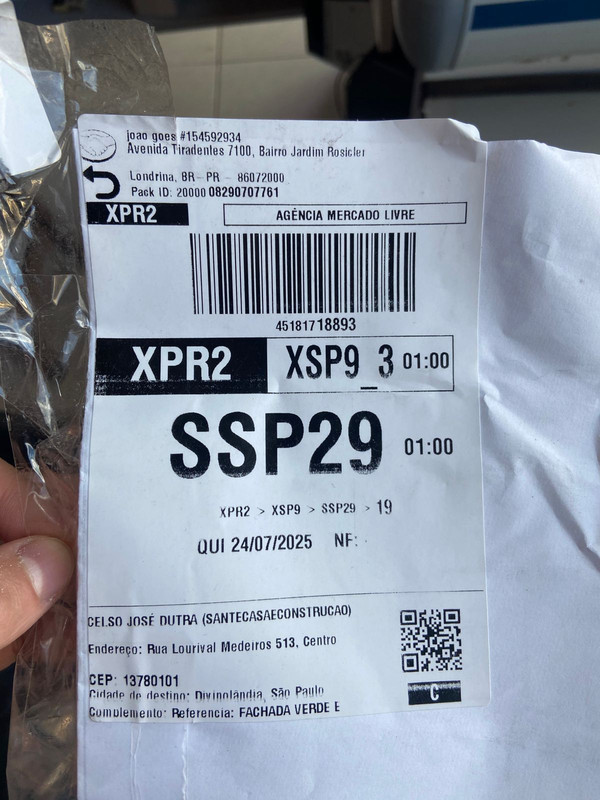 joao goes #154592934
Avenida Tiradentes 7100, Bairro Jardim Rosicler
Londrina, BR- PR - 86072000
Pack ID: 20000 08290707761
XPR2
AGÊNCIA MERCADO LIVRE
45181718893
XPR2 XSP9_3 01:00
SSP29 01:00
XPR2 > XSP9 > SSP29 > 19
QUI 24/07/2025 NF: -
CELSO JOSÉ DUTRA (SANTECASAECONSTRUCAO)
Endereço: Rua Lourival Medeiros 513, Centro
CEP: 13780101
Cidade de destino: Divinolândia, São Paulo
Complemento: Referencia: FACHADA VERDE E
C